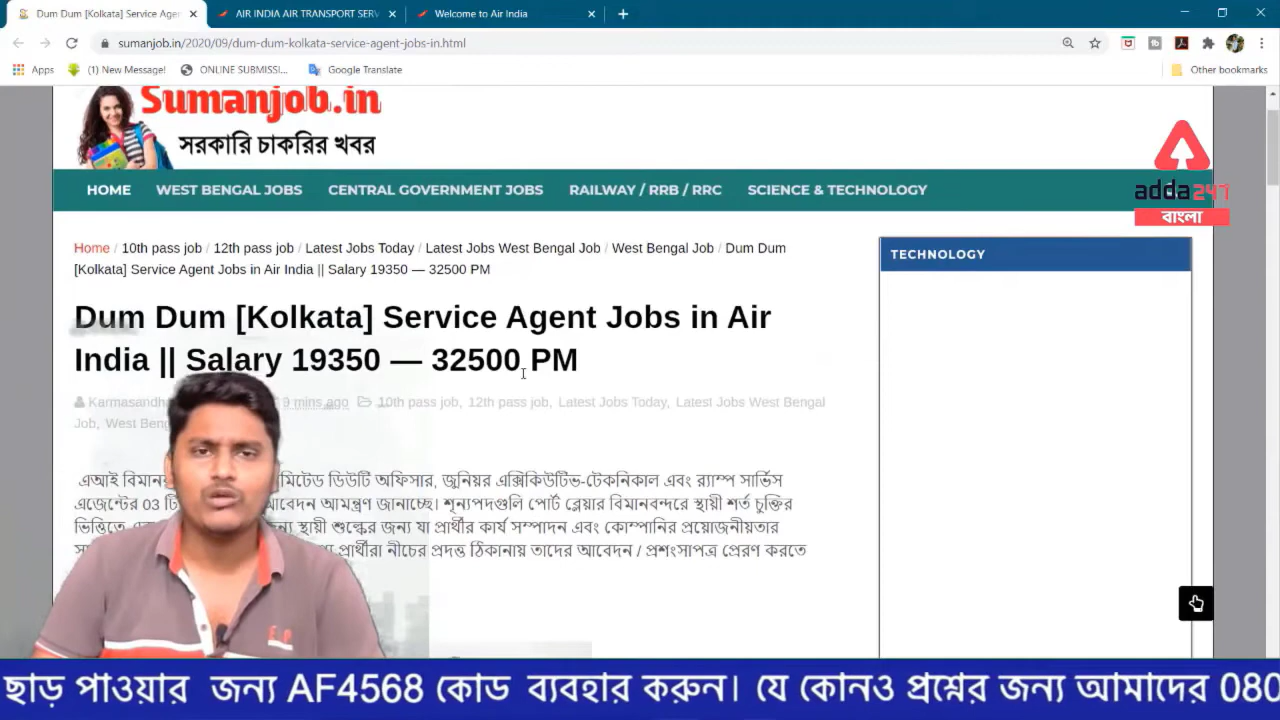 Dum Dum [Kolkata] Service Agen
AIR INDIA AIR TRANSPORT SERV
Welcome to Air India
sumanjob.in/2020/09/dum-dum-kolkata-service-agent-jobs-in.html
Apps
(1) New Message!
ONLINE SUBMISSI...
Google Translate
Other bookmarks
Sumanjob.in
সরকারি চাকরির খবর
adda247
বাংলা
HOME WEST BENGAL JOBS CENTRAL GOVERNMENT JOBS RAILWAY / RRB / RRC SCIENCE & TECHNOLOGY
Home / 10th pass job / 12th pass job / Latest Jobs Today / Latest Jobs West Bengal Job / West Bengal Job / Dum Dum
[Kolkata] Service Agent Jobs in Air India || Salary 19350 — 32500 PM
TECHNOLOGY
Dum Dum [Kolkata] Service Agent Jobs in Air
India || Salary 19350 — 32500 PM
9 mins ago 10th pass job, 12th pass job, Latest Jobs Today, Latest Jobs West Bengal
Job, West
এআই ডিউটি অফিসার, জুনিয়র এক্সিকিউটিভ-টেকনিকাল এবং র‌্যাম্প সার্ভিস
এজেন্টের 03 আমন্ত্রণ জানাচ্ছে। শূন্যপদগুলি পোর্ট ব্লেয়ার বিমানবন্দরে স্থায়ী শর্ত চুক্তির
ভিত্তিতে স্থায়ী শুল্কের জন্য যা প্রার্থীর কার্য সম্পাদন এবং কোম্পানির প্রয়োজনীয়তার
প্রার্থীরা নীচের প্রদত্ত ঠিকানায় তাদের আবেদন / প্রশংসাপত্র প্রেরণ করতে
ছাড় পাওয়ার জন্য AF4568 কোড ব্যবহার করুন। যে কোনও প্রশ্নের জন্য আমাদের 080